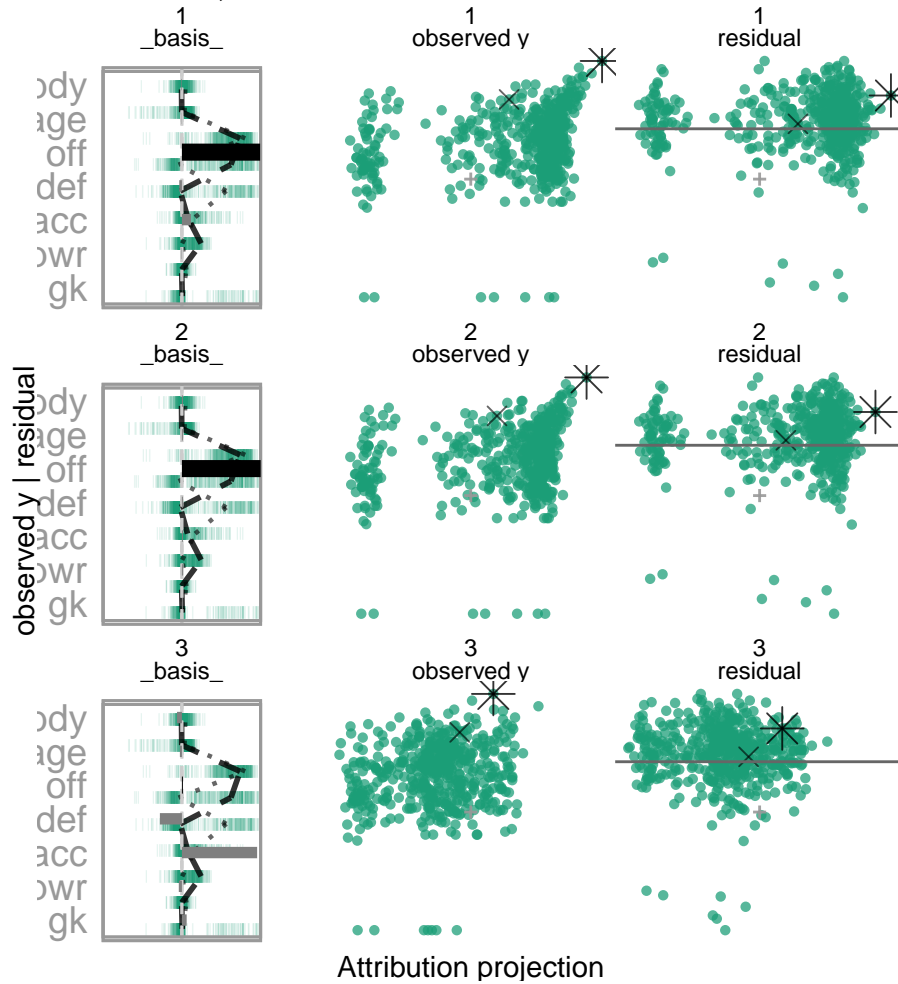 1
_basis_
1
observed y
1
residual
ody
age
off
def
acc
owr
gk
2
_basis_
2
observed y
2
residual
ody
age
off
def
acc
owr
gk
3
_basis_
3
observed y
3
residual
ody
age
off
def
acc
owr
gk
observed y | residual
Attribution projection